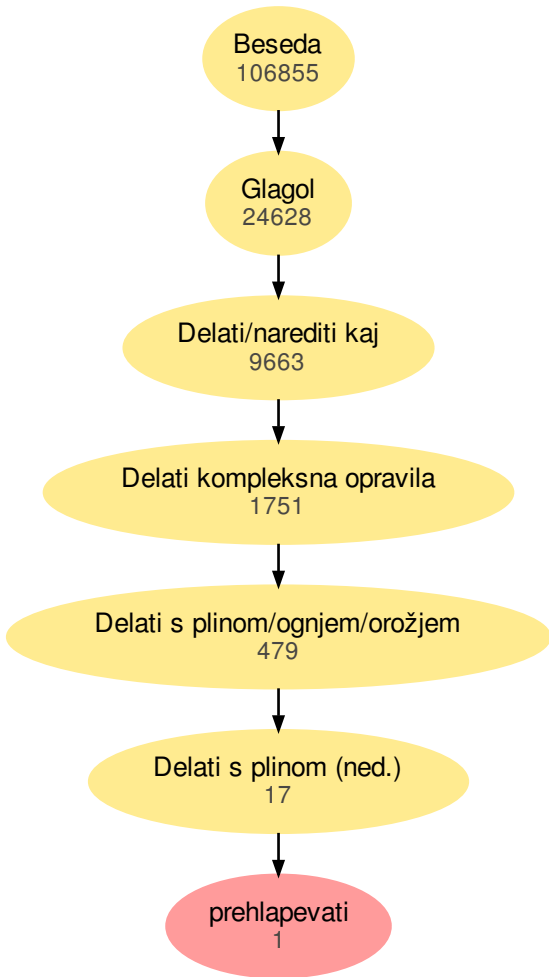 Beseda
106855
Glagol
24628
Delati/narediti kaj
9663
Delati kompleksna opravila
1751
Delati s plinom/ognjem/orožjem
479
Delati s plinom (ned.)
17
prehlapevati
1